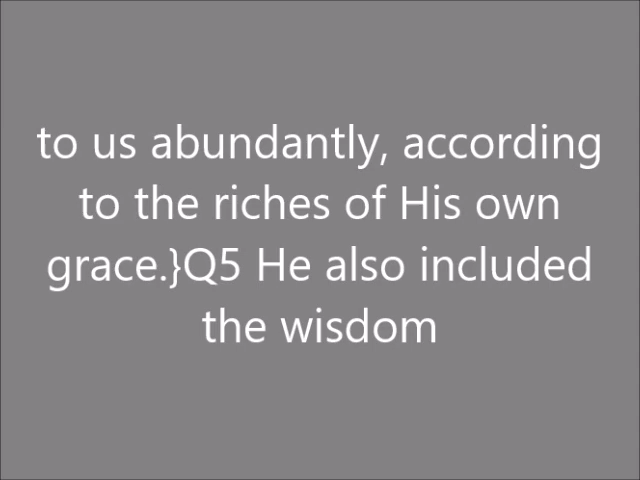 to us abundantly, according
to the riches of His own
grace.}Q5 He also included
the wisdom